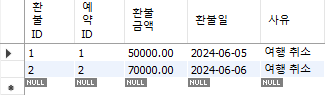 환불 ID 예약 ID 환불 금액 환불일 사유
1 1 50000.00 2024-06-05 여행 취소
2 2 70000.00 2024-06-06 여행 취소
NULL NULL NULL NULL NULL